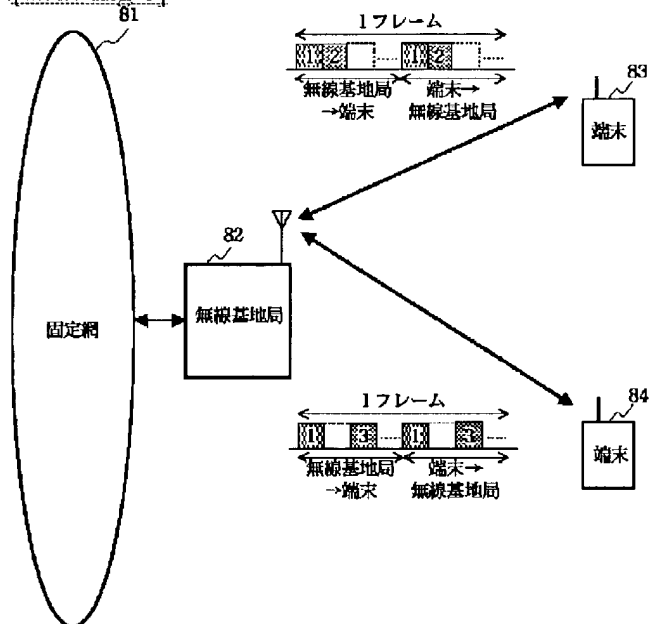 81
1フレーム
1 2 ...... 1 2 ......
無線基地局
→端末
端末→
無線基地局
83
端末
82
無線基地局
固定網
84
端末
1フレーム
1 3 ...... 1 3 ......
無線基地局
→端末
端末→
無線基地局